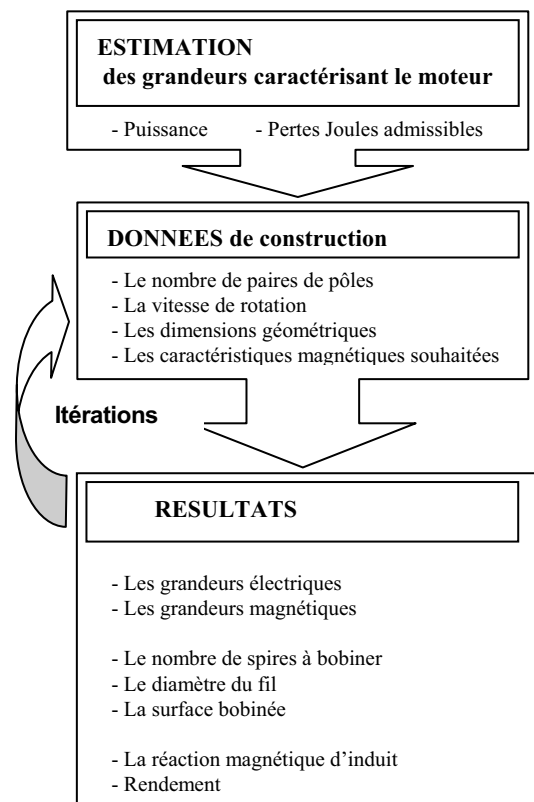 ESTIMATION
des grandeurs caractérisant le moteur
- Puissance - Pertes Joules admissibles
DONNEES de construction
- Le nombre de paires de pôles
- La vitesse de rotation
- Les dimensions géométriques
- Les caractéristiques magnétiques souhaitées
Itérations
RESULTATS
- Les grandeurs électriques
- Les grandeurs magnétiques
- Le nombre de spires à bobiner
- Le diamètre du fil
- La surface bobinée
- La réaction magnétique d'induit
- Rendement